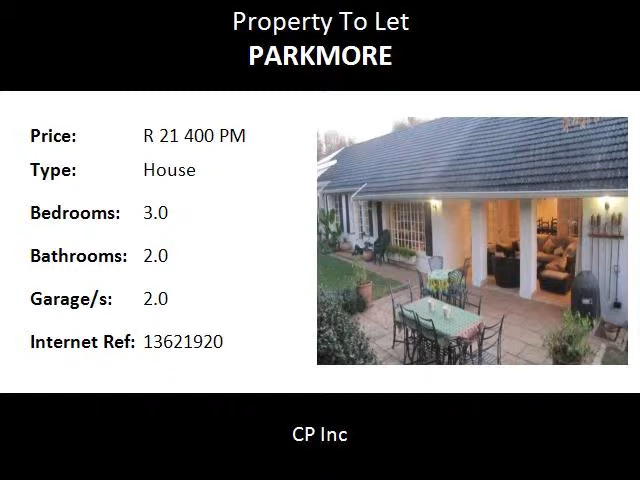 Property To Let
PARKMORE
Price: R 21 400 PM
Type: House
Bedrooms: 3.0
Bathrooms: 2.0
Garage/s: 2.0
Internet Ref: 13621920
CP Inc